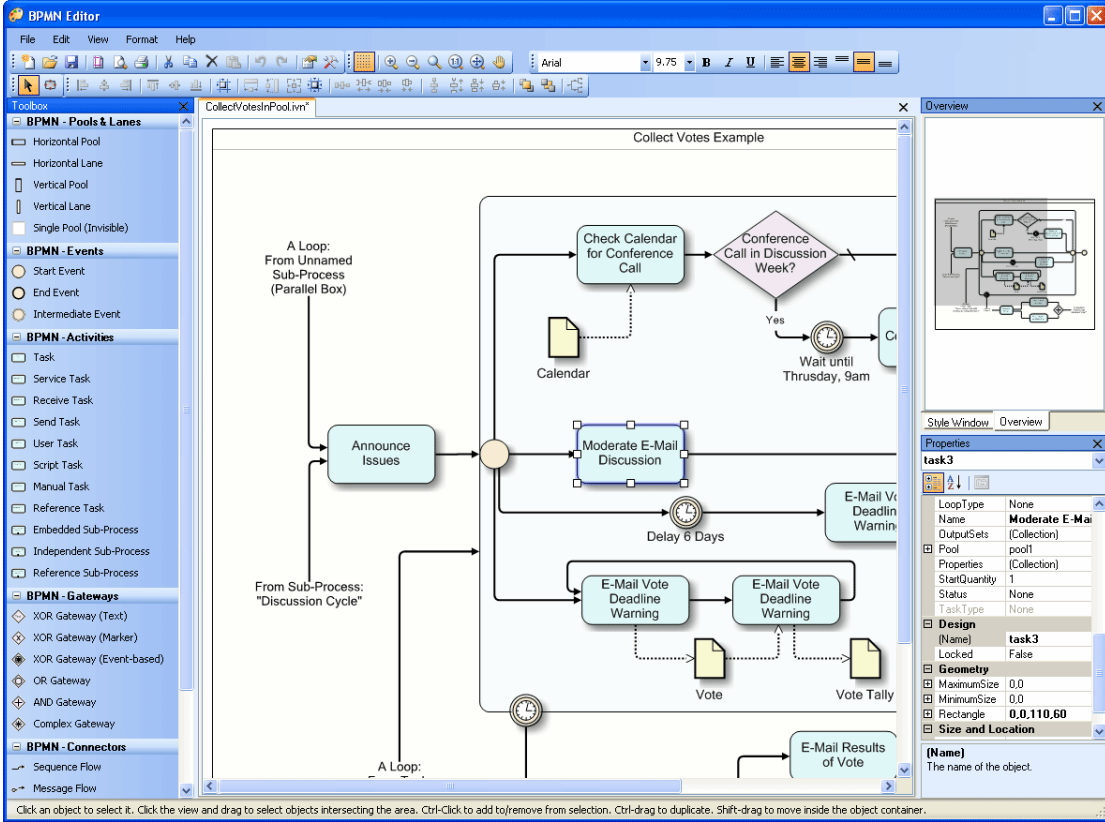 BPMN Editor
File Edit View Format Help
Arial 9.75 B I U
Toolbox
BPMN - Pools & Lanes
Horizontal Pool
Horizontal Lane
Vertical Pool
Vertical Lane
Single Pool (Invisible)
BPMN - Events
Start Event
End Event
Intermediate Event
BPMN - Activities
Task
Service Task
Receive Task
Send Task
User Task
Script Task
Manual Task
Reference Task
Embedded Sub-Process
Independent Sub-Process
Reference Sub-Process
BPMN - Gateways
XOR Gateway (Text)
XOR Gateway (Marker)
XOR Gateway (Event-based)
OR Gateway
AND Gateway
Complex Gateway
BPMN - Connectors
Sequence Flow
Message Flow
CollectVotesInPool.ivn*
Collect Votes Example
A Loop:
From Unnamed
Sub-Process
(Parallel Box)
Check Calendar
for Conference
Call
Conference
Call in Discussion
Week?
Yes
Calendar
Wait until
Thrusday, 9am
Announce
Issues
Moderate E-Mail
Discussion
Delay 6 Days
E-Mail Vo
Deadlin
Warnin
From Sub-Process:
"Discussion Cycle"
E-Mail Vote
Deadline
Warning
E-Mail Vote
Deadline
Warning
Vote
Vote Tally
A Loop:
E-Mail Results
of Vote
Overview
Style Window Overview
Properties
task3
LoopType None
Name Moderate E-Mai
OutputSets (Collection)
Pool pool1
Properties (Collection)
StartQuantity 1
Status None
TaskType None
Design
(Name) task3
Locked False
Geometry
MaximumSize 0,0
MinimumSize 0,0
Rectangle 0,0,110,60
Size and Location
(Name)
The name of the object.
Click an object to select it. Click the view and drag to select objects intersecting the area. Ctrl-Click to add/remove from selection. Ctrl-drag to duplicate. Shift-drag to move inside the object container.